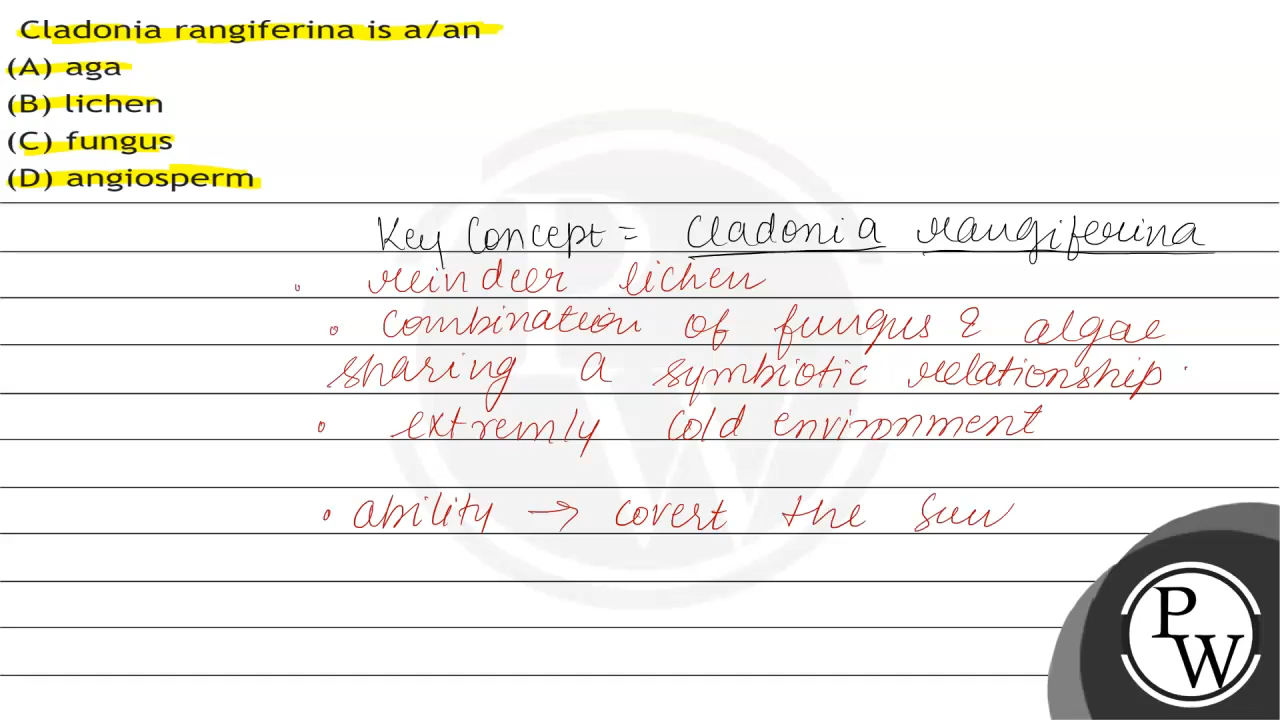 Cladonia rangiferina is a/an
(A) aga
(B) lichen
(C) fungus
(D) angiosperm
Key Concept = Cladonia rangiferina
• reindeer lichen
• combination of fungus & algae
sharing a symbiotic relationship.
• extremly cold environment
• ability → covert the sun
PW
PW